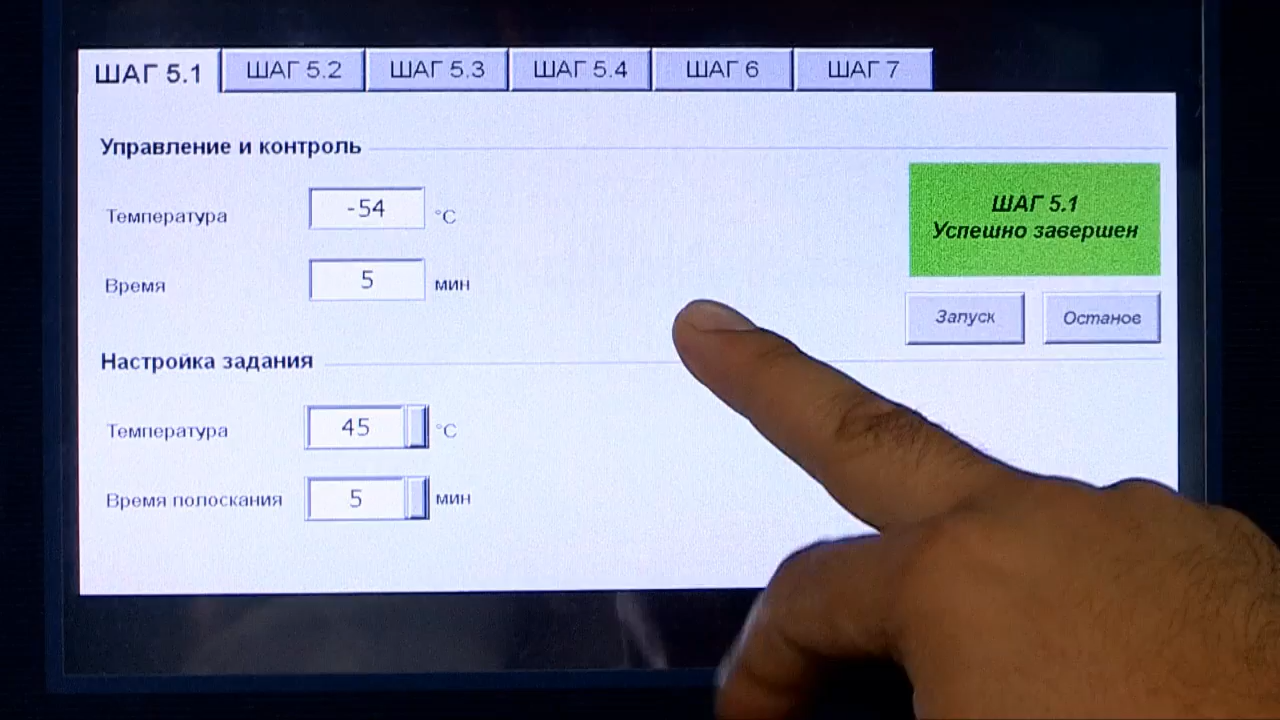 ШАГ 5.1 ШАГ 5.2 ШАГ 5.3 ШАГ 5.4 ШАГ 6 ШАГ 7
Управление и контроль
Температура -54 °C
Время 5 мин
ШАГ 5.1
Успешно завершен
Запуск Останов
Настройка задания
Температура 45 °C
Время полоскания 5 мин